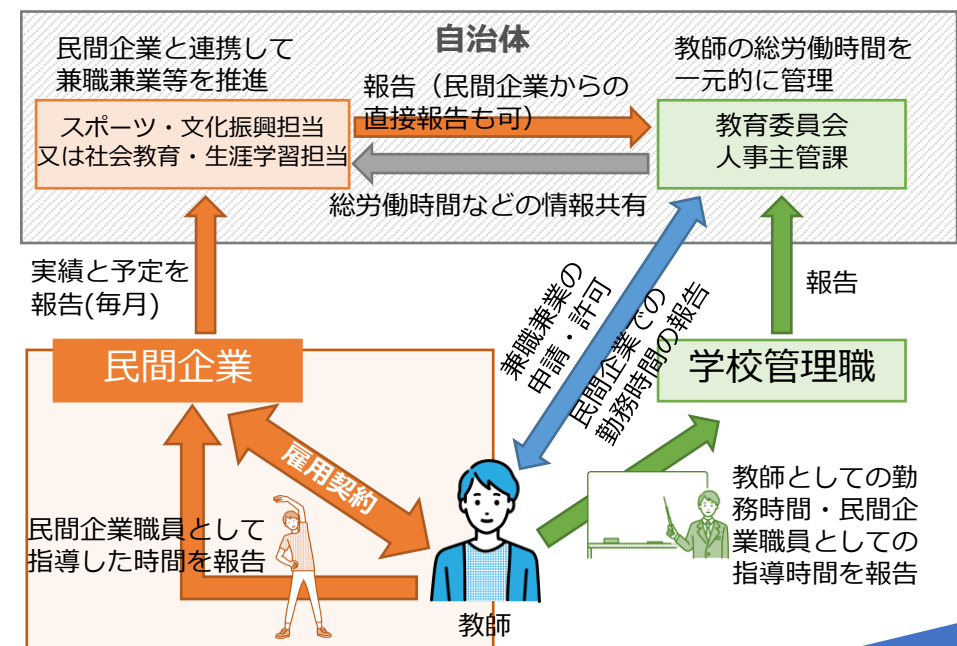 自治体
民間企業と連携して
兼職兼業等を推進
スポーツ・文化振興担当
又は社会教育・生涯学習担当
報告（民間企業からの
直接報告も可）
総労働時間などの情報共有
教師の総労働時間を
一元的に管理
教育委員会
人事主管課
実績と予定を
報告(毎月)
兼職兼業の
申請・許可
民間企業での
勤務時間の報告
報告
民間企業
学校管理職
雇用契約
民間企業職員として
指導した時間を報告
教師としての勤
務時間・民間企
業職員としての
指導時間を報告
教師